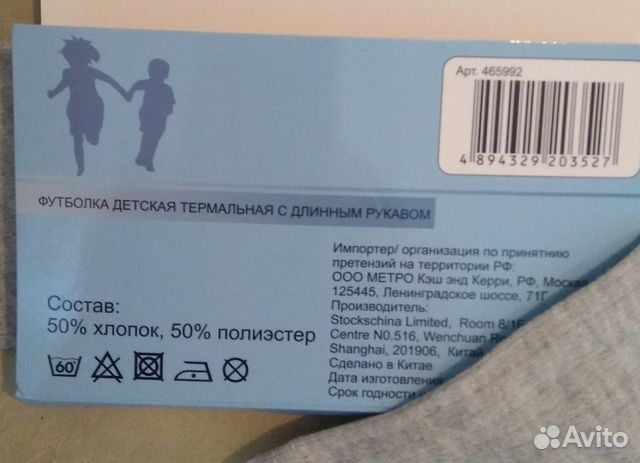 Арт. 465992
4 894329 203527
ФУТБОЛКА ДЕТСКАЯ ТЕРМАЛЬНАЯ С ДЛИННЫМ РУКАВОМ
Импортер/ организация по принятнию
претензий на территории РФ:
ООО МЕТРО Кэш энд Керри, РФ, Москва
125445, Ленинградское шоссе, 71Г
Производитель:
Stockschina Limited, Room 8/1
Centre N0.516, Wenchuan
Shanghai, 201906, Китай
Сделано в Китае
Дата изготовления:
Срок годности
Состав:
50% хлопок, 50% полиэстер
60
Avito